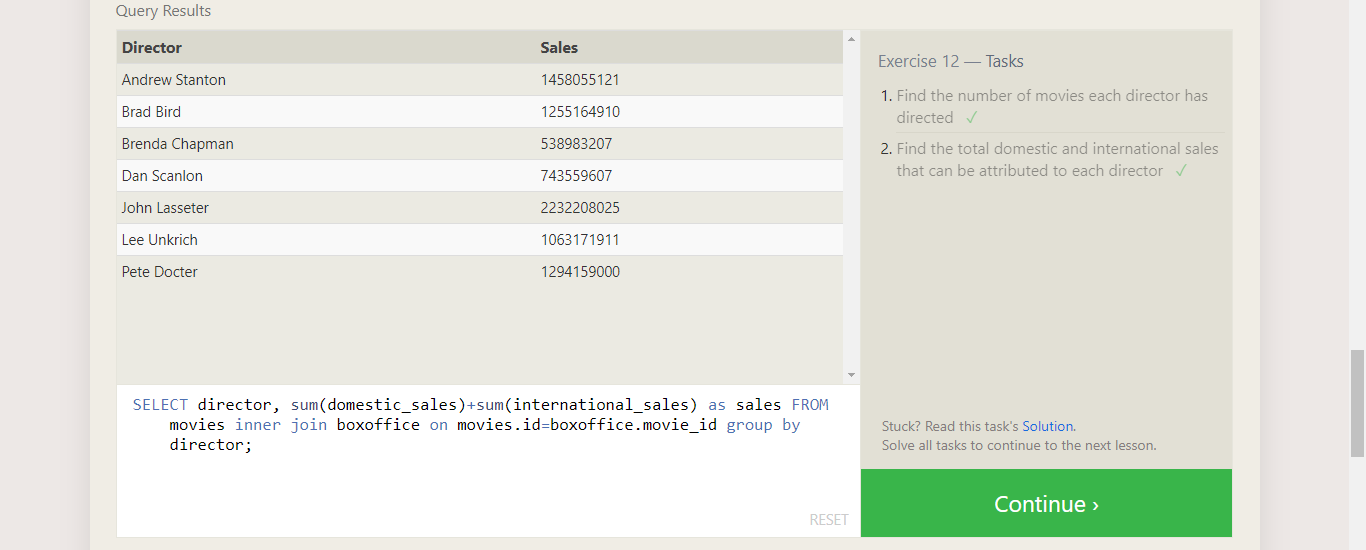 Query Results
Director Sales
Andrew Stanton 1458055121
Brad Bird 1255164910
Brenda Chapman 538983207
Dan Scanlon 743559607
John Lasseter 2232208025
Lee Unkrich 1063171911
Pete Docter 1294159000
SELECT director, sum(domestic_sales)+sum(international_sales) as sales FROM
movies inner join boxoffice on movies.id=boxoffice.movie_id group by
director;
RESET
Exercise 12 — Tasks
1. Find the number of movies each director has
directed ✓
2. Find the total domestic and international sales
that can be attributed to each director ✓
Stuck? Read this task's Solution.
Solve all tasks to continue to the next lesson.
Continue ›